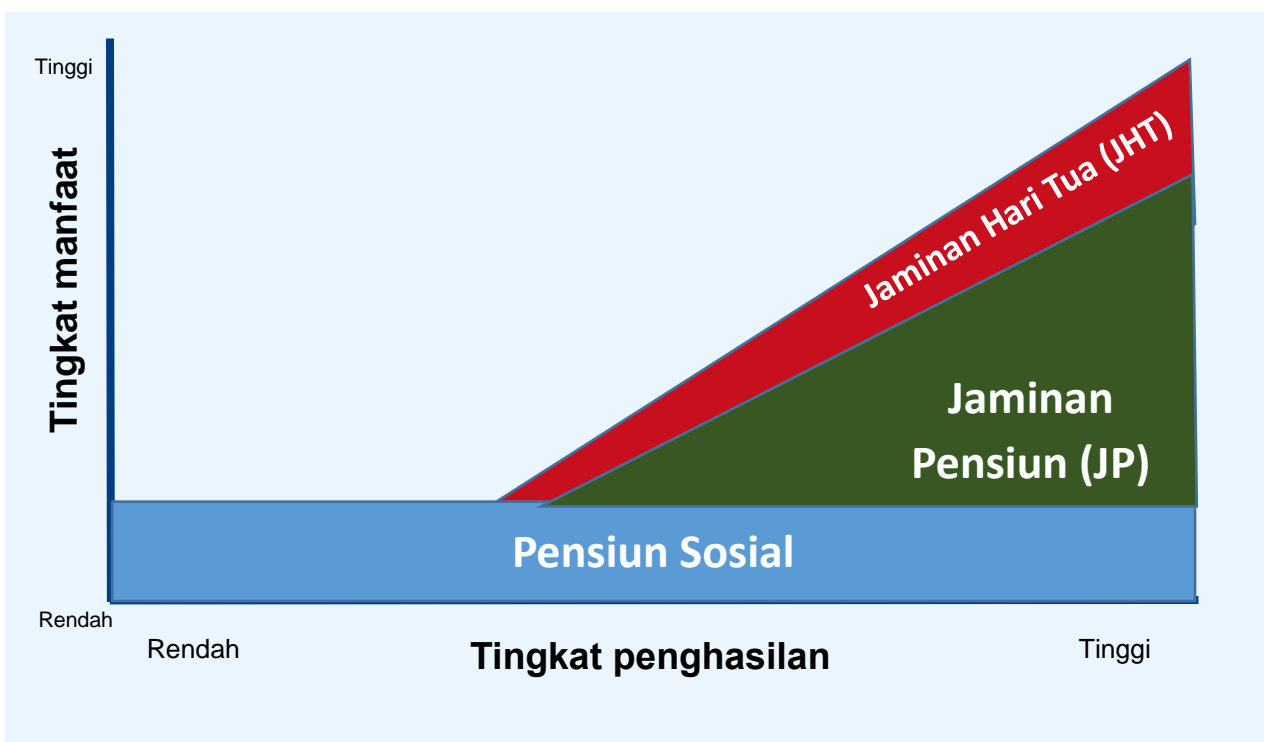 Tinggi
Tingkat manfaat
Jaminan Hari Tua (JHT)
Jaminan
Pensiun (JP)
Pensiun Sosial
Rendah
Rendah
Tingkat penghasilan
Tinggi